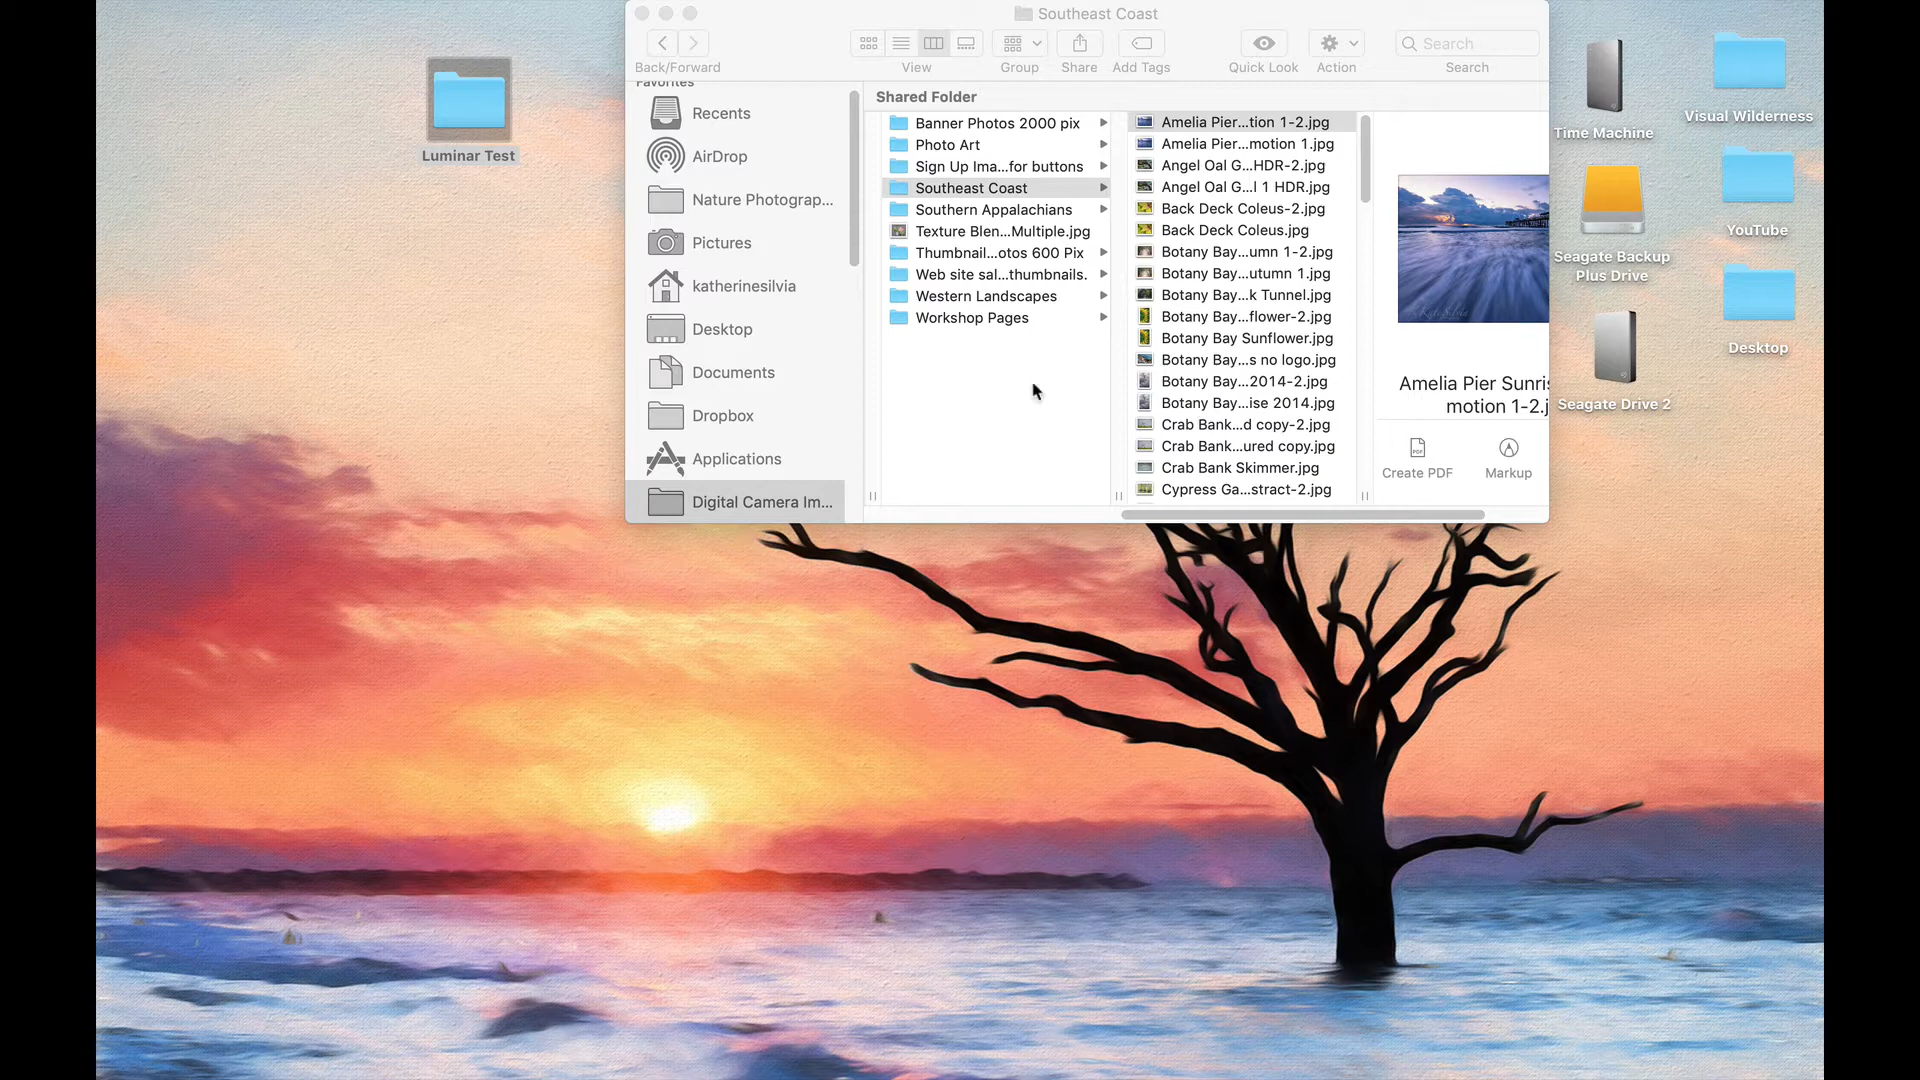 Southeast Coast
Search
Back/Forward
View
Group
Share
Add Tags
Quick Look
Action
Search
Favorites
Recents
AirDrop
Nature Photograp...
Pictures
katherinesilvia
Desktop
Documents
Dropbox
Applications
Digital Camera Im...
Shared Folder
Banner Photos 2000 pix
Photo Art
Sign Up Ima...for buttons
Southeast Coast
Southern Appalachians
Texture Blen...Multiple.jpg
Thumbnail...otos 600 Pix
Web site sal...thumbnails.
Western Landscapes
Workshop Pages
Amelia Pier...tion 1-2.jpg
Amelia Pier...motion 1.jpg
Angel Oal G...HDR-2.jpg
Angel Oal G...l 1 HDR.jpg
Back Deck Coleus-2.jpg
Back Deck Coleus.jpg
Botany Bay...umn 1-2.jpg
Botany Bay...utumn 1.jpg
Botany Bay...k Tunnel.jpg
Botany Bay...flower-2.jpg
Botany Bay Sunflower.jpg
Botany Bay...s no logo.jpg
Botany Bay...2014-2.jpg
Botany Bay...ise 2014.jpg
Crab Bank...d copy-2.jpg
Crab Bank...ured copy.jpg
Crab Bank Skimmer.jpg
Cypress Ga...stract-2.jpg
Amelia Pier Sunris
motion 1-2.j
Create PDF
Markup
Luminar Test
Time Machine
Visual Wilderness
YouTube
Seagate Backup
Plus Drive
Desktop
Seagate Drive 2